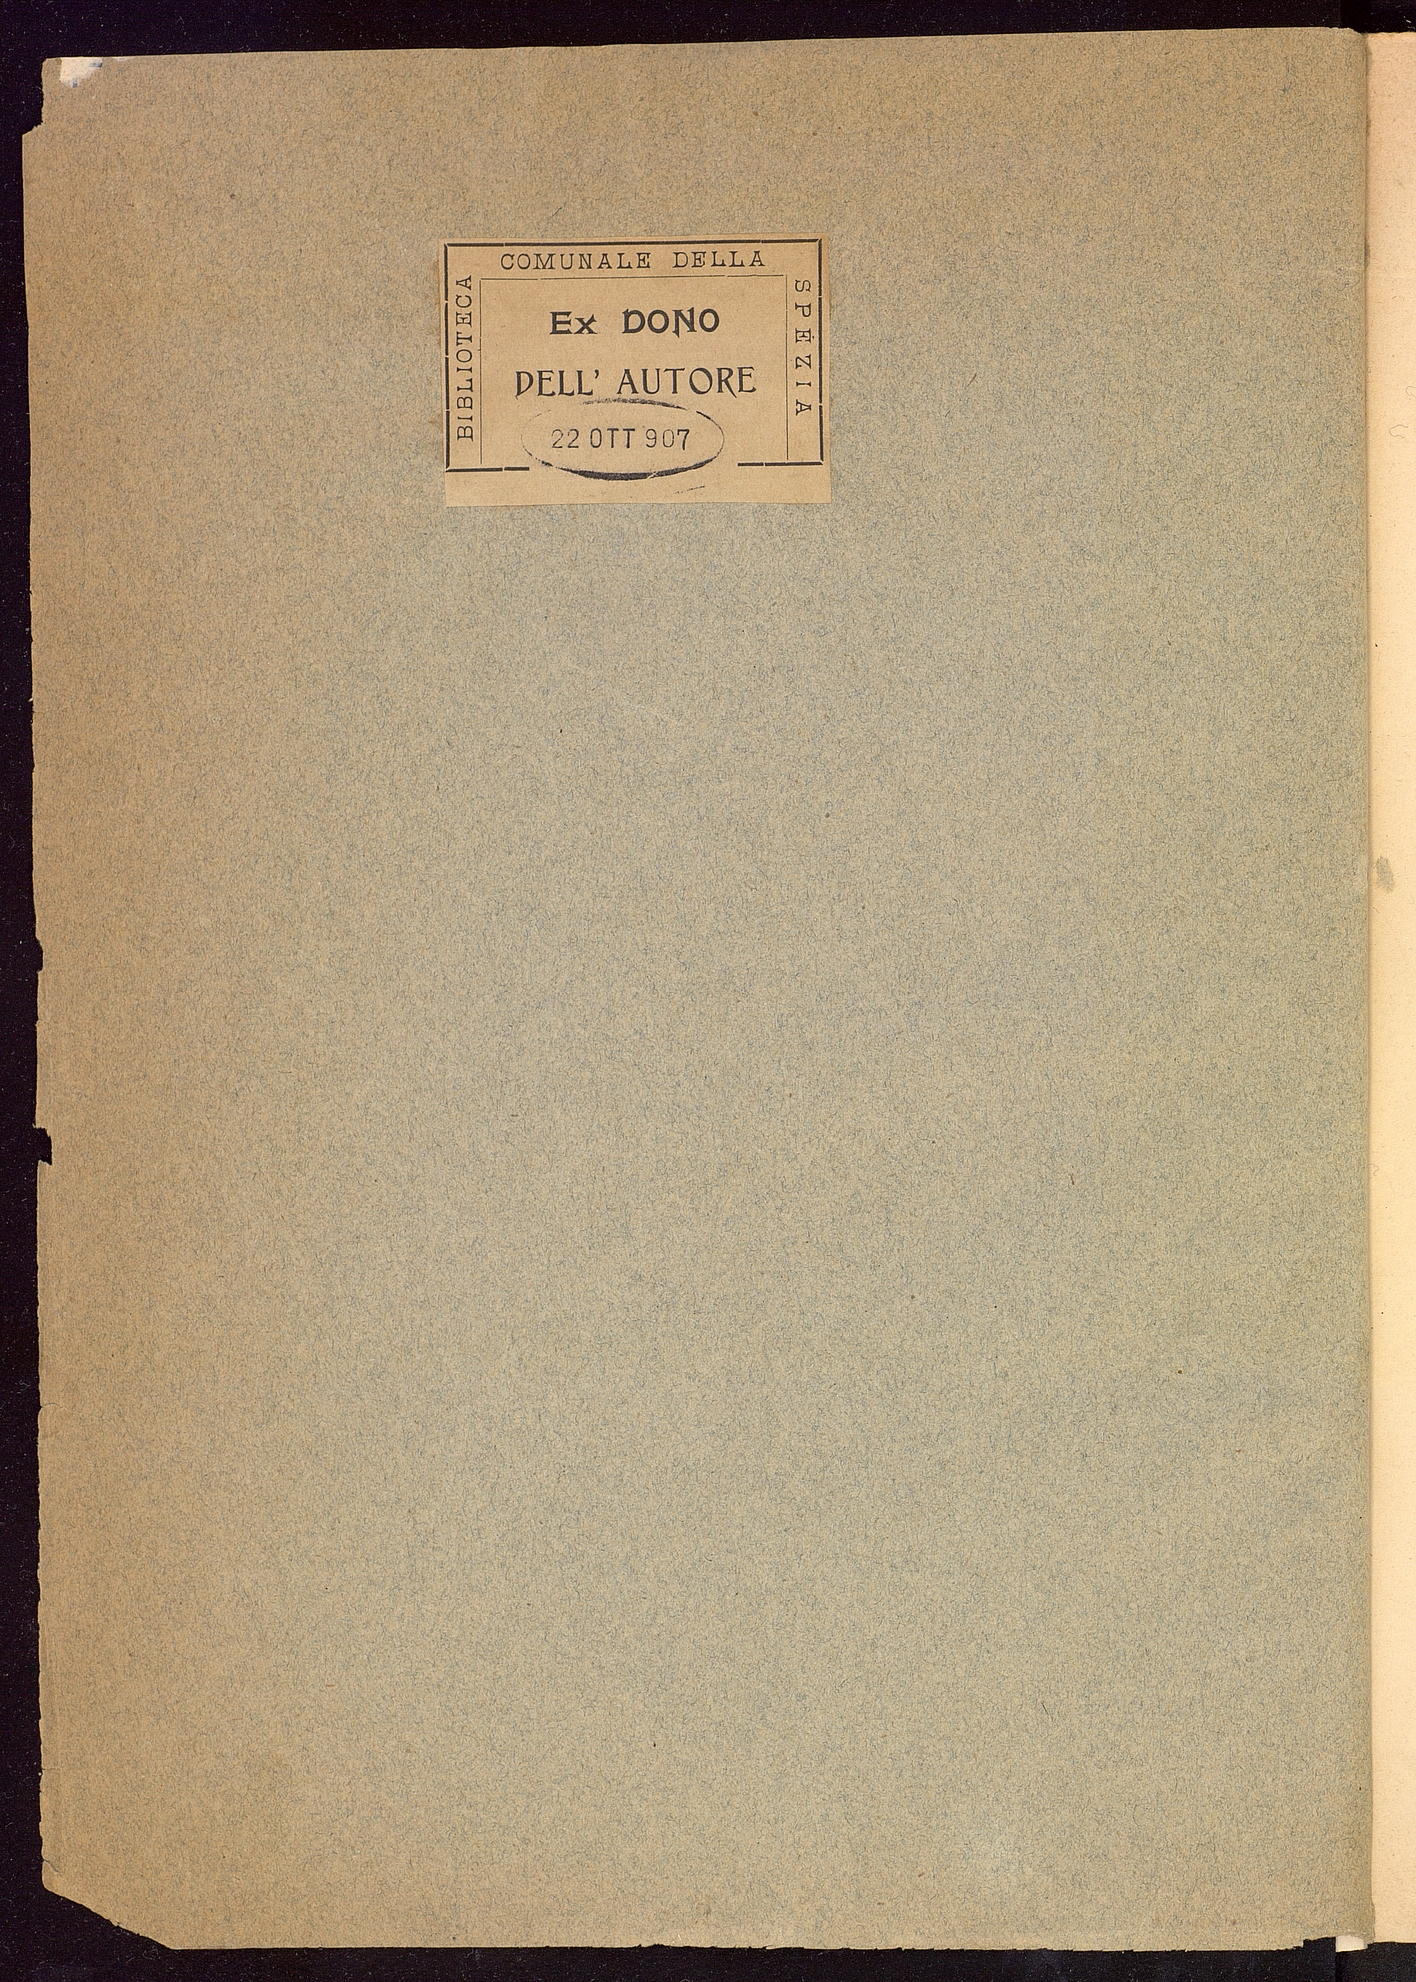 BIBLIOTECA
COMUNALE DELLA
SPEZIA
Ex DONO
DELL' AUTORE
22 OTT 907